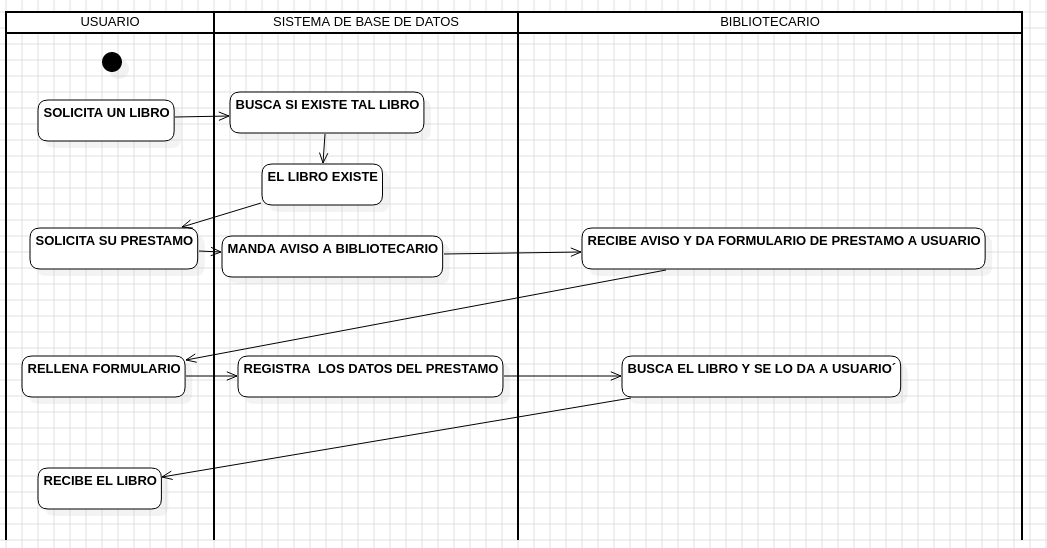 USUARIO
SISTEMA DE BASE DE DATOS
BIBLIOTECARIO
SOLICITA UN LIBRO
BUSCA SI EXISTE TAL LIBRO
EL LIBRO EXISTE
SOLICITA SU PRESTAMO
MANDA AVISO A BIBLIOTECARIO
RECIBE AVISO Y DA FORMULARIO DE PRESTAMO A USUARIO
RELLENA FORMULARIO
REGISTRA  LOS DATOS DEL PRESTAMO
BUSCA EL LIBRO Y SE LO DA A USUARIO´
RECIBE EL LIBRO